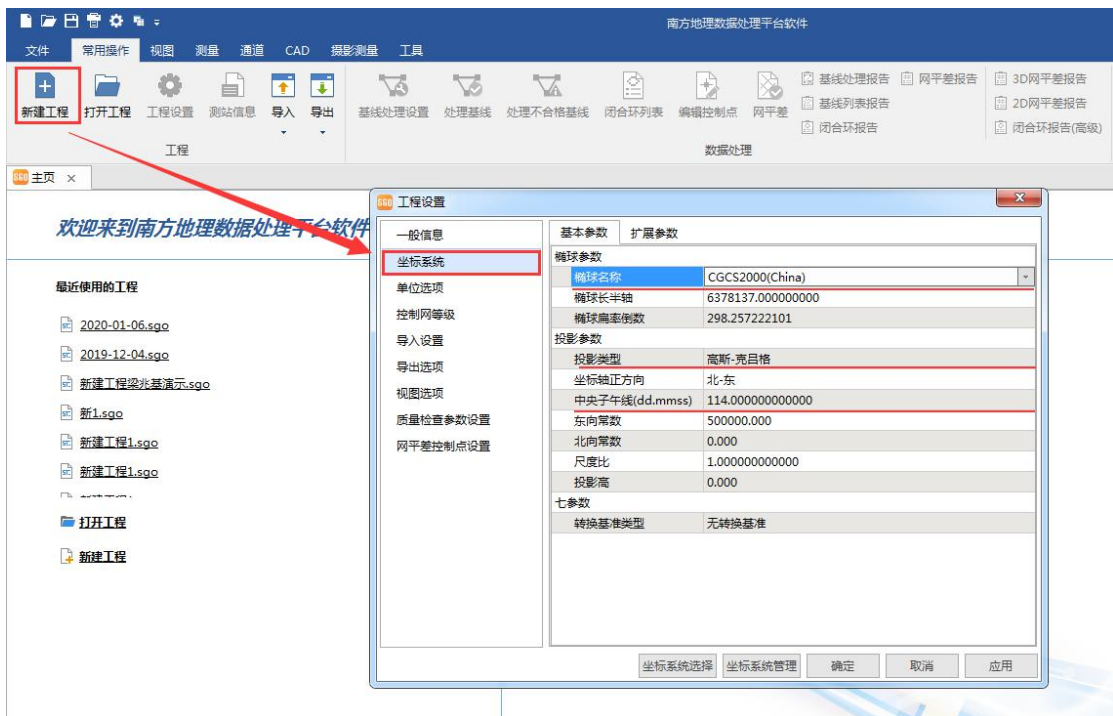 南方地理数据处理平台软件
文件 常用操作 视图 测量 通道 CAD 摄影测量 工具
新建工程 打开工程 工程设置 测站信息 导入 导出 基线处理设置 处理基线 处理不合格基线 闭合环列表 编辑控制点 网平差 基线处理报告 网平差报告 3D网平差报告
基线列表报告 2D网平差报告
闭合环报告 闭合环报告(高级)
工程 数据处理
SGO 主页 ×
欢迎来到南方地理数据处理平台软件
最近使用的工程
2020-01-06.sgo
2019-12-04.sgo
新建工程梁兆基演示.sgo
新1.sgo
新建工程1.sgo
新建工程1.sgo
打开工程
新建工程
SGO 工程设置
一般信息
坐标系统
单位选项
控制网等级
导入设置
导出选项
视图选项
质量检查参数设置
网平差控制点设置
基本参数 扩展参数
椭球参数
椭球名称 CGCS2000(China)
椭球长半轴 6378137.000000000
椭球扁率倒数 298.257222101
投影参数
投影类型 高斯-克吕格
坐标轴正方向 北-东
中央子午线(dd.mmss) 114.000000000000
东向常数 500000.000
北向常数 0.000
尺度比 1.000000000000
投影高 0.000
七参数
转换基准类型 无转换基准
坐标系统选择 坐标系统管理 确定 取消 应用